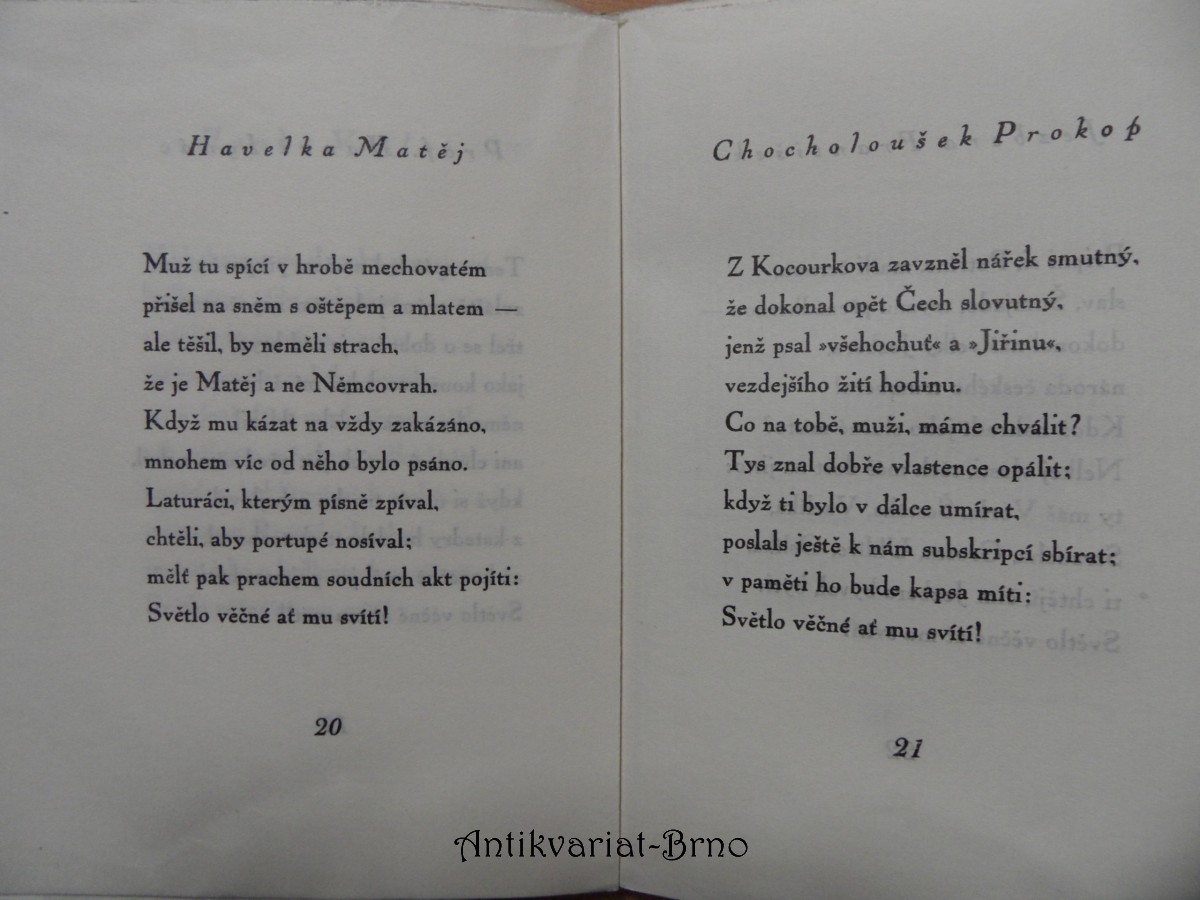 Havelka Matěj
Muž tu spící v hrobě mechovatém
přišel na sněm s oštěpem a mlatem —
ale těšil, by neměli strach,
že je Matěj a ne Němcovrah.
Když mu kázat na vždy zakázáno,
mnohem víc od něho bylo psáno.
Laturáci, kterým písně zpíval,
chtěli, aby portupé nosíval;
mělť pak prachem soudních akt pojíti:
Světlo věčné ať mu svítí!
20
Chocholoušek Prokop
Z Kocourkova zavzněl nářek smutný,
že dokonal opět Čech slovutný,
jenž psal »všehochuť« a »Jiřinu«,
vezdejšího žití hodinu.
Co na tobě, muži, máme chválit?
Tys znal dobře vlastence opálit;
když ti bylo v dálce umírat,
poslals ještě k nám subskripcí sbírat;
v paměti ho bude kapsa míti:
Světlo věčné ať mu svítí!
21
Antikvariat-Brno